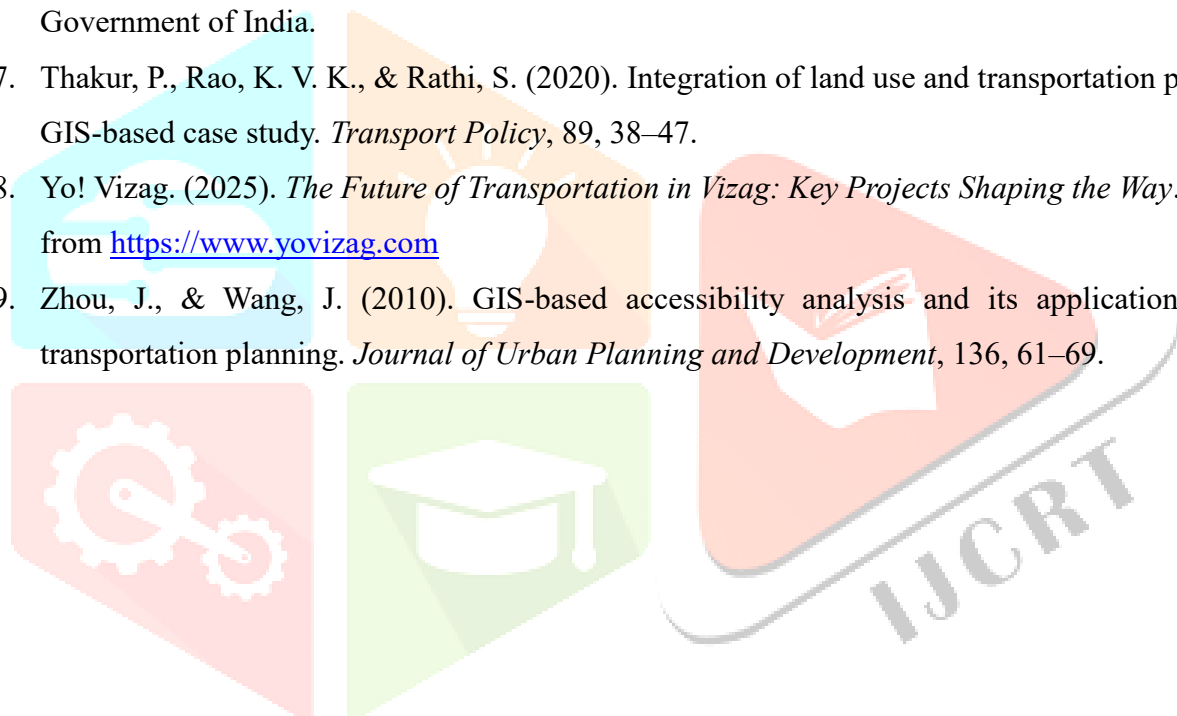 Government of India.
7. Thakur, P., Rao, K. V. K., & Rathi, S. (2020). Integration of land use and transportation p
GIS-based case study. Transport Policy, 89, 38–47.
8. Yo! Vizag. (2025). The Future of Transportation in Vizag: Key Projects Shaping the Way.
from https://www.yovizag.com
9. Zhou, J., & Wang, J. (2010). GIS-based accessibility analysis and its application
transportation planning. Journal of Urban Planning and Development, 136, 61–69.
IJCRT